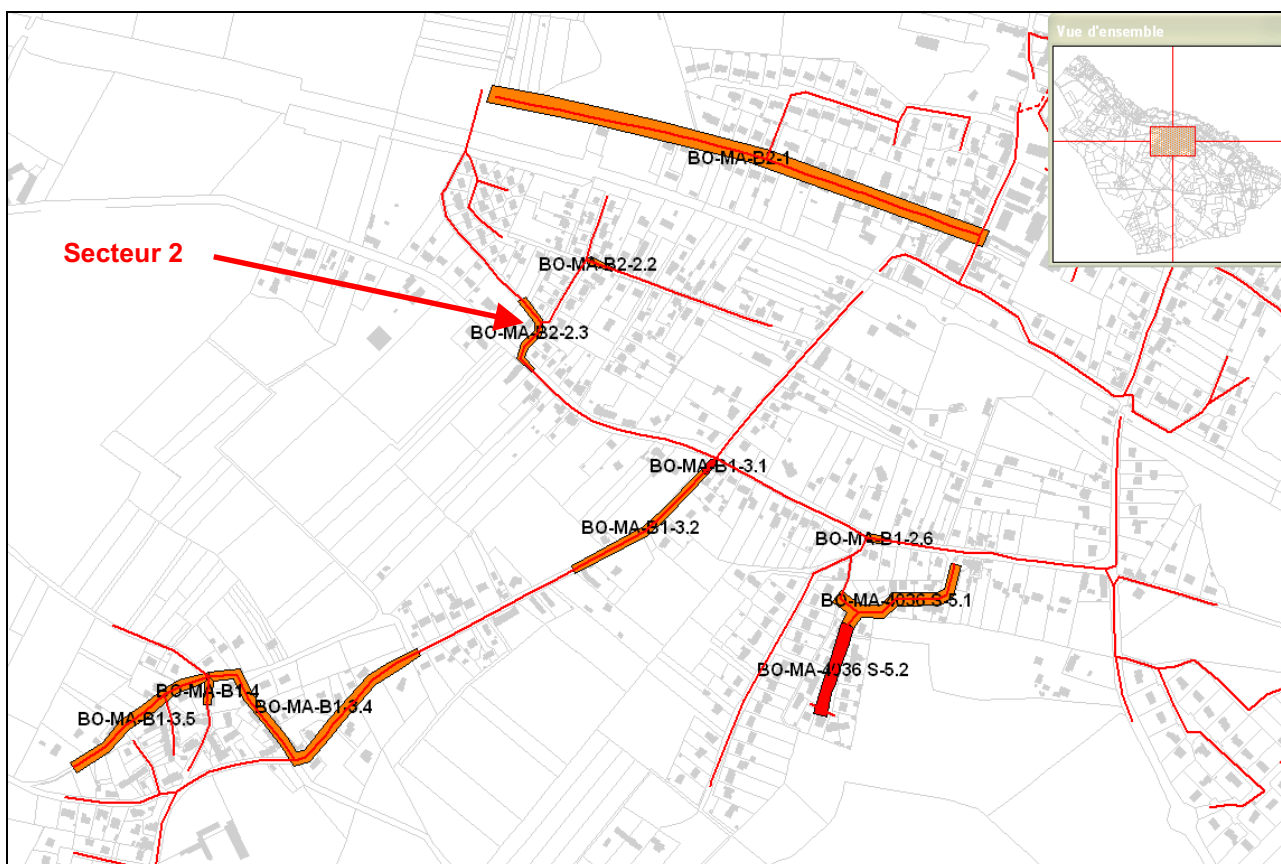 Vue d'ensemble
BO-MA-B2-1
Secteur 2
BO-MA-B2-2.2
BO-MA-B2-2.3
BO-MA-B1-3.1
BO-MA-B1-3.2
BO-MA-B1-2.6
BO-MA-4036 S-5.1
BO-MA-4036 S-5.2
BO-MA-B1-4
BO-MA-B1-3.4
BO-MA-B1-3.5